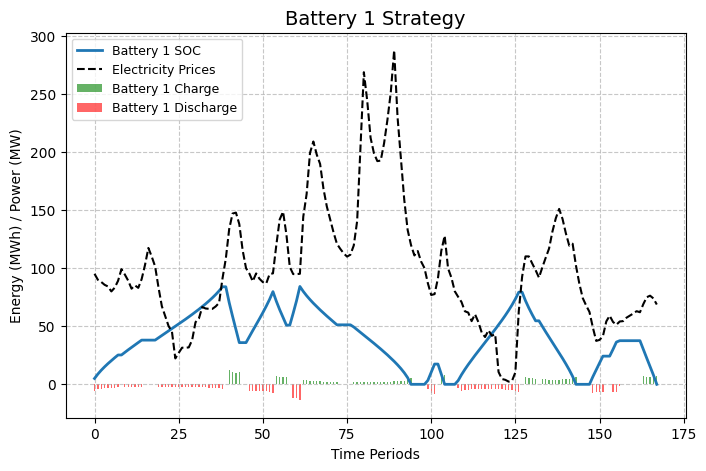 Battery 1 Strategy
Battery 1 SOC
Electricity Prices
Battery 1 Charge
Battery 1 Discharge
Energy (MWh) / Power (MW)
300
250
200
150
100
50
0
0 25 50 75 100 125 150 175
Time Periods